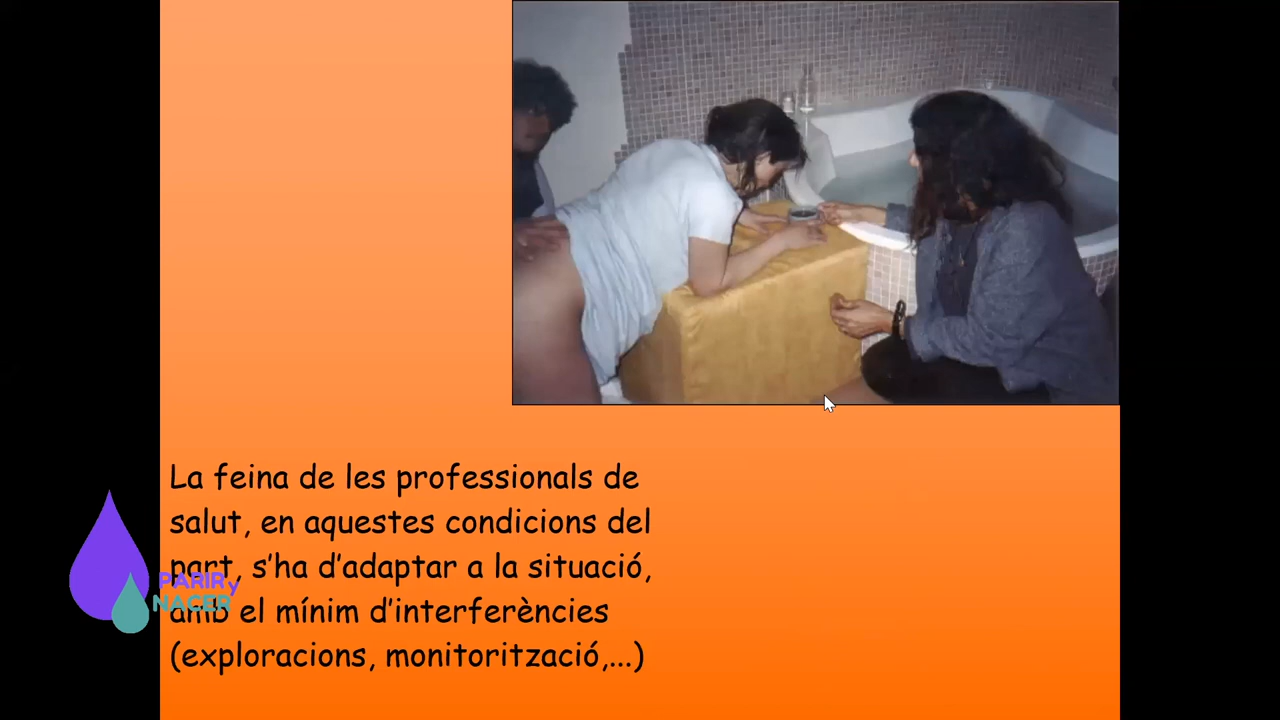 La feina de les professionals de
salut, en aquestes condicions del
part, s'ha d'adaptar a la situació,
amb el mínim d'interferències
(exploracions, monitorització,...)
PARIR y
NACER